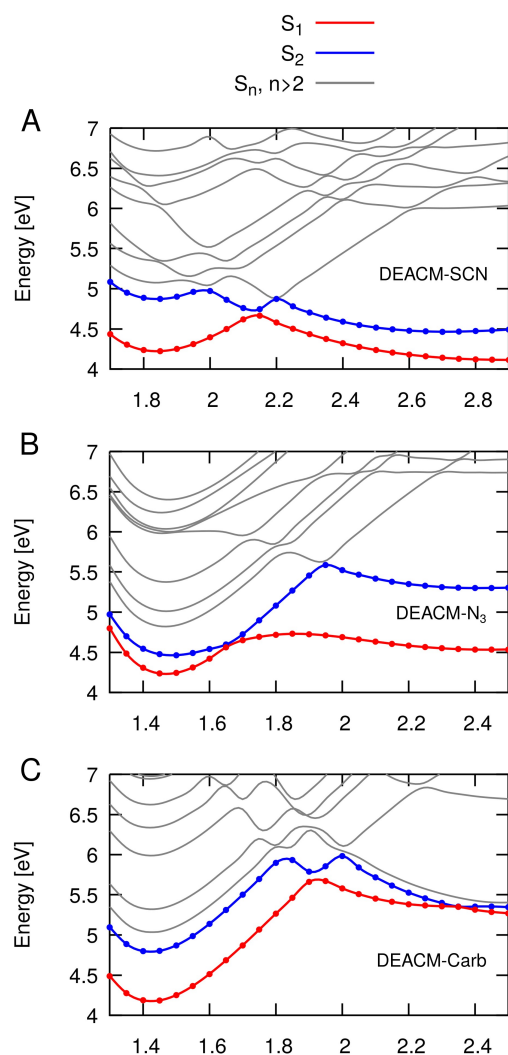 S₁
S₂
Sₙ, n>2
A
7
6.5
6
5.5
5
4.5
4
Energy [eV]
DEACM-SCN
1.8 2 2.2 2.4 2.6 2.8
B
7
6.5
6
5.5
5
4.5
4
Energy [eV]
DEACM-N₃
1.4 1.6 1.8 2 2.2 2.4
C
7
6.5
6
5.5
5
4.5
4
Energy [eV]
DEACM-Carb
1.4 1.6 1.8 2 2.2 2.4